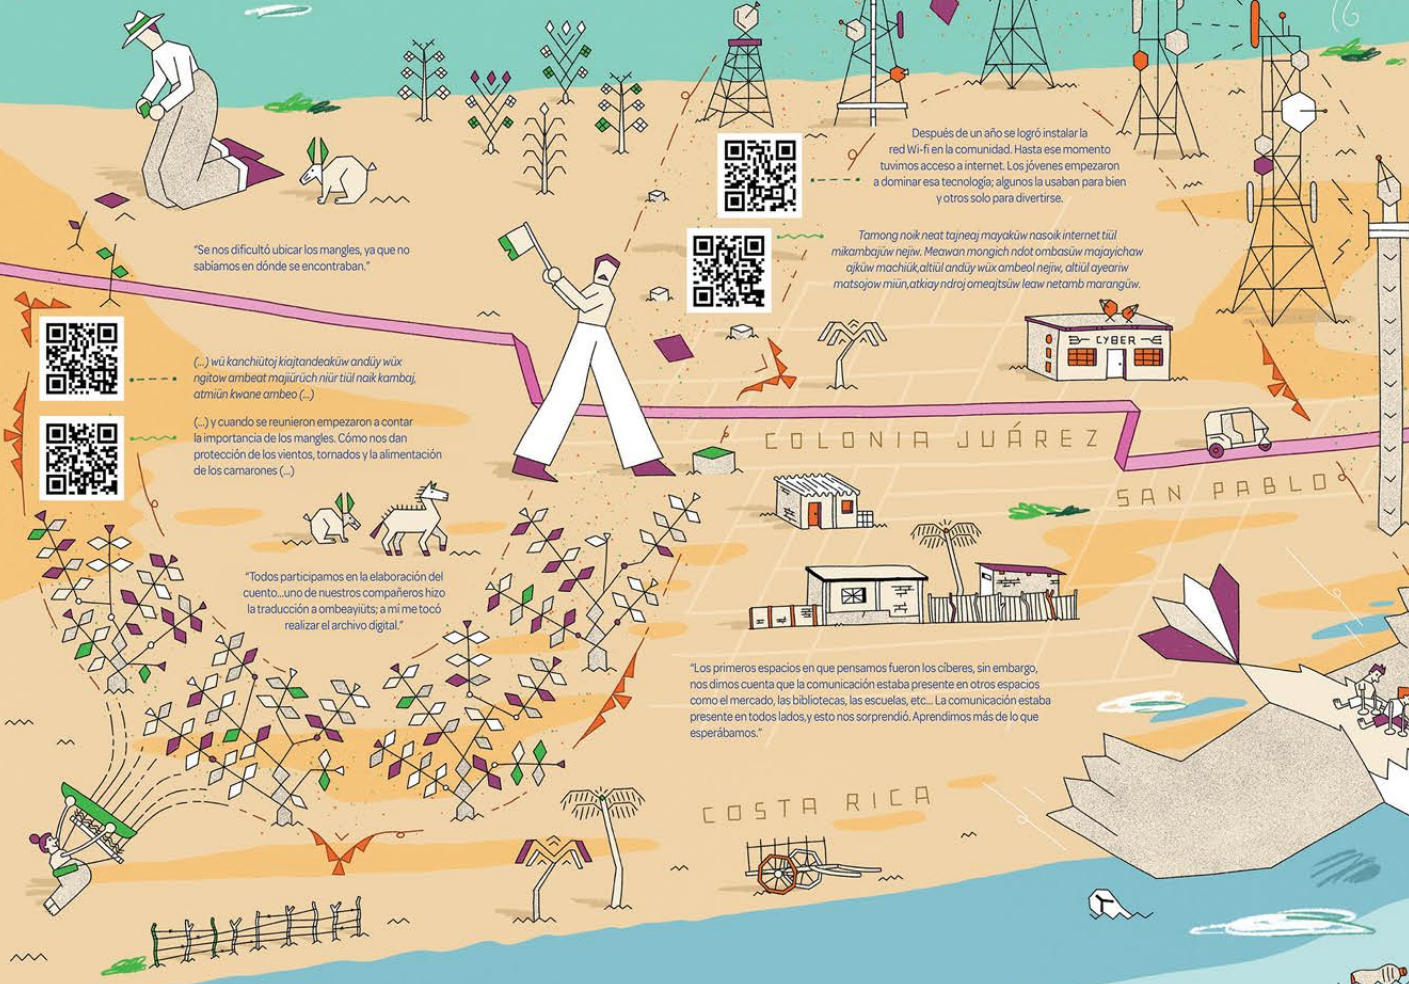 Después de un año se logró instalar la
red Wi-fi en la comunidad. Hasta ese momento
tuvimos acceso a internet. Los jóvenes empezaron
a dominar esa tecnología; algunos la usaban para bien
y otros solo para divertirse.
Tamong noik neat tajneaj mayaküw nasoik internet tiül
mikambajüw nejiw. Meawan mongich ndot ombasüw majayichaw
ajküw machiük,altiül andüy wüx ambeol nejiw, altiül ayeariw
matsojow miün,atkiay ndroj omeajtsüw leaw netamb marangüw.
"Se nos dificultó ubicar los mangles, ya que no
sabíamos en dónde se encontraban."
(...) wü kanchiütoj kiajtandeaküw andüy wüx
ngitow ambeat majiürüch niür tiül naik kambaj,
atmiün kwane ambeo (...)
(...) y cuando se reunieron empezaron a contar
la importancia de los mangles. Cómo nos dan
protección de los vientos, tornados y la alimentación
de los camarones (...)
CYBER
COLONIA JUÁREZ
SAN PABLO
"Todos participamos en la elaboración del
cuento...uno de nuestros compañeros hizo
la traducción a ombeayiüts; a mí me tocó
realizar el archivo digital."
"Los primeros espacios en que pensamos fueron los cíberes, sin embargo,
nos dimos cuenta que la comunicación estaba presente en otros espacios
como el mercado, las bibliotecas, las escuelas, etc... La comunicación estaba
presente en todos lados,y esto nos sorprendió. Aprendimos más de lo que
esperábamos."
COSTA RICA